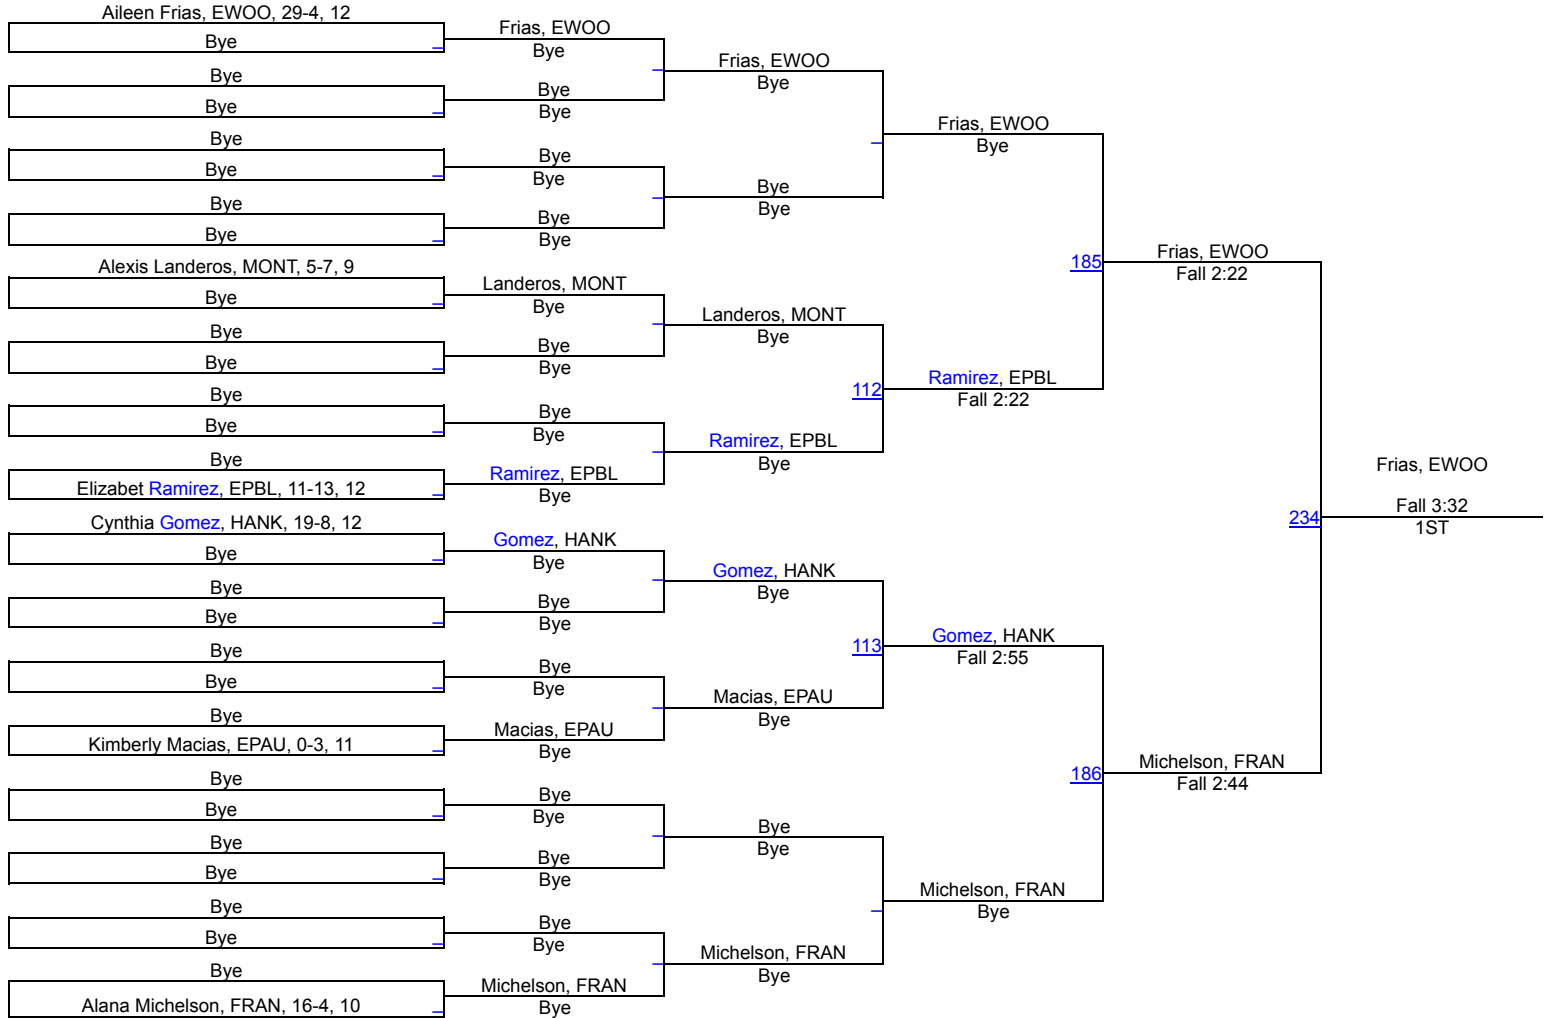 Aileen Frias, EWOO, 29-4, 12
Bye
Bye
Bye
Bye
Bye
Bye
Bye
Alexis Landeros, MONT, 5-7, 9
Bye
Bye
Bye
Bye
Bye
Bye
Elizabet Ramirez, EPBL, 11-13, 12
Cynthia Gomez, HANK, 19-8, 12
Bye
Bye
Bye
Bye
Bye
Bye
Kimberly Macias, EPAU, 0-3, 11
Bye
Bye
Bye
Bye
Bye
Bye
Bye
Alana Michelson, FRAN, 16-4, 10
Frias, EWOO
Bye
Bye
Bye
Bye
Bye
Bye
Bye
Landeros, MONT
Bye
Bye
Bye
Bye
Bye
Ramirez, EPBL
Bye
Gomez, HANK
Bye
Bye
Bye
Bye
Bye
Macias, EPAU
Bye
Bye
Bye
Bye
Bye
Bye
Bye
Michelson, FRAN
Bye
Frias, EWOO
Bye
Bye
Bye
Landeros, MONT
Bye
112
Ramirez, EPBL
Bye
Gomez, HANK
Bye
113
Macias, EPAU
Bye
Bye
Bye
Michelson, FRAN
Bye
Frias, EWOO
Bye
185
Ramirez, EPBL
Fall 2:22
Gomez, HANK
Fall 2:55
186
Michelson, FRAN
Bye
Frias, EWOO
Fall 2:22
234
Michelson, FRAN
Fall 2:44
Frias, EWOO
Fall 3:32
1ST